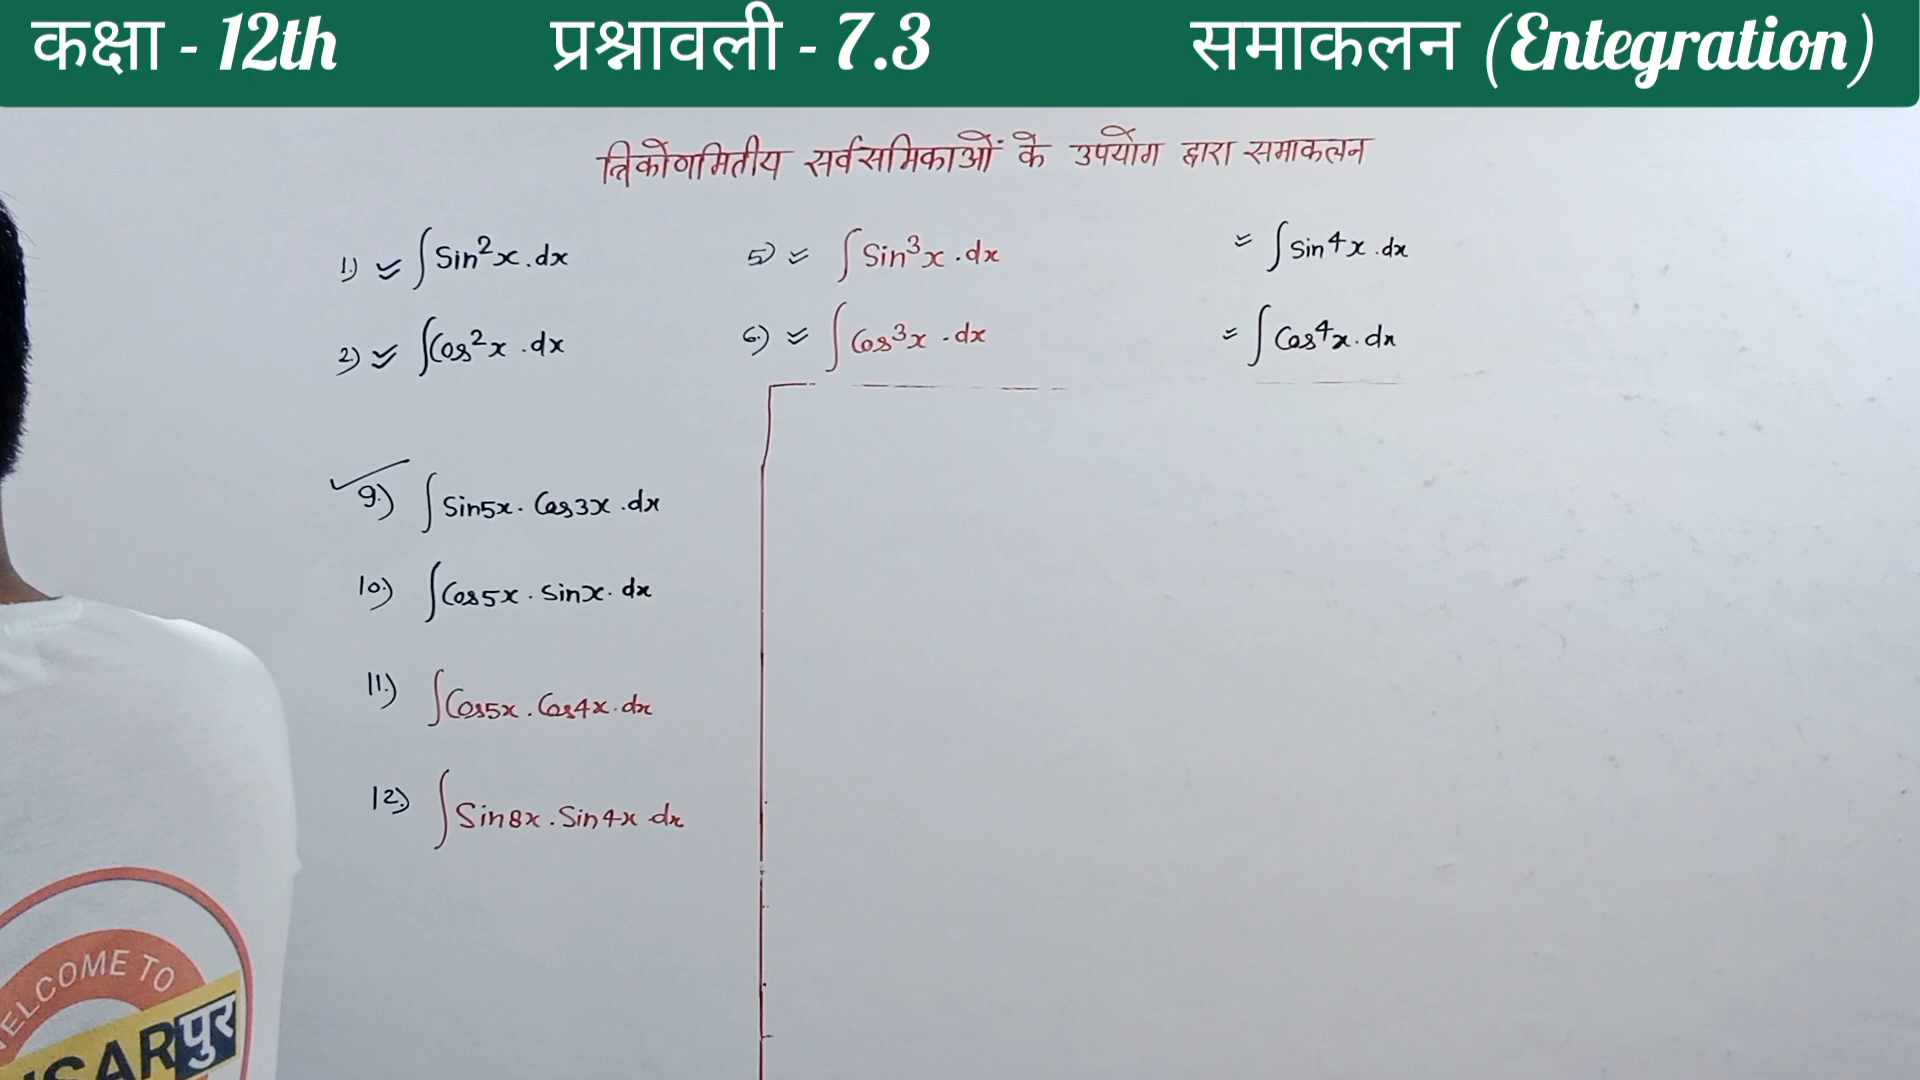 कक्षा - 12th प्रश्नावली - 7.3 समाकलन (Entegration)
त्रिकोणमितीय सर्वसमिकाओं के उपयोग द्वारा समाकलन
1.) = ∫Sin²x.dx 5) = ∫Sin³x.dx = ∫Sin⁴x.dx
2) = ∫Cos²x.dx 6.) = ∫Cos³x.dx = ∫Cos⁴x.dx
9.) ∫Sin5x.Cos3x.dx
10.) ∫Cos5x.Sinx.dx
11.) ∫Cos5x.Cos4x.dx
12.) ∫Sin8x.Sin4x dx
ELCOME TO
SARपुर